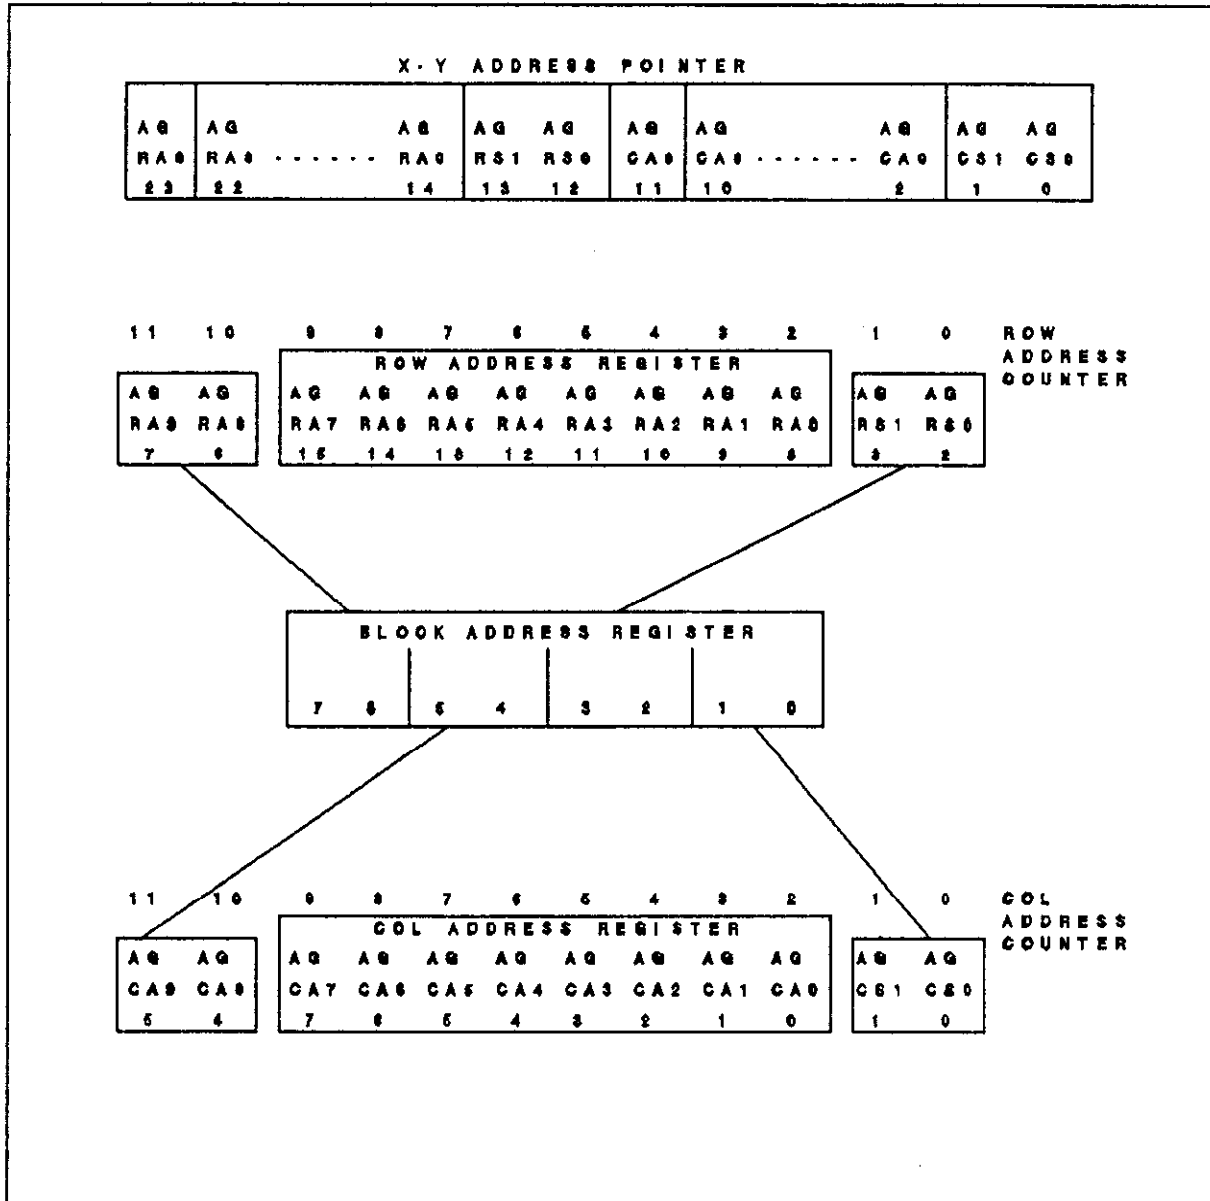 X-Y ADDRESS POINTER
AG AG AG AG AG AG AG AG AG AG
RA9 RA8 ------ RA0 RS1 RS0 CA9 CA8 ------ CA0 CS1 CS0
23 22 14 13 12 11 10 2 1 0
11 10 9 8 7 6 5 4 3 2 1 0 ROW
ROW ADDRESS REGISTER ADDRESS
COUNTER
AG AG AG AG AG AG AG AG AG AG AG AG
RA9 RA8 RA7 RA6 RA5 RA4 RA3 RA2 RA1 RA0 RS1 RS0
7 6 15 14 13 12 11 10 9 8 3 2
BLOCK ADDRESS REGISTER
7 6 5 4 3 2 1 0
11 10 9 8 7 6 5 4 3 2 1 0 COL
COL ADDRESS REGISTER ADDRESS
COUNTER
AG AG AG AG AG AG AG AG AG AG AG AG
CA9 CA8 CA7 CA6 CA5 CA4 CA3 CA2 CA1 CA0 CS1 CS0
5 4 7 6 5 4 3 2 1 0 1 0